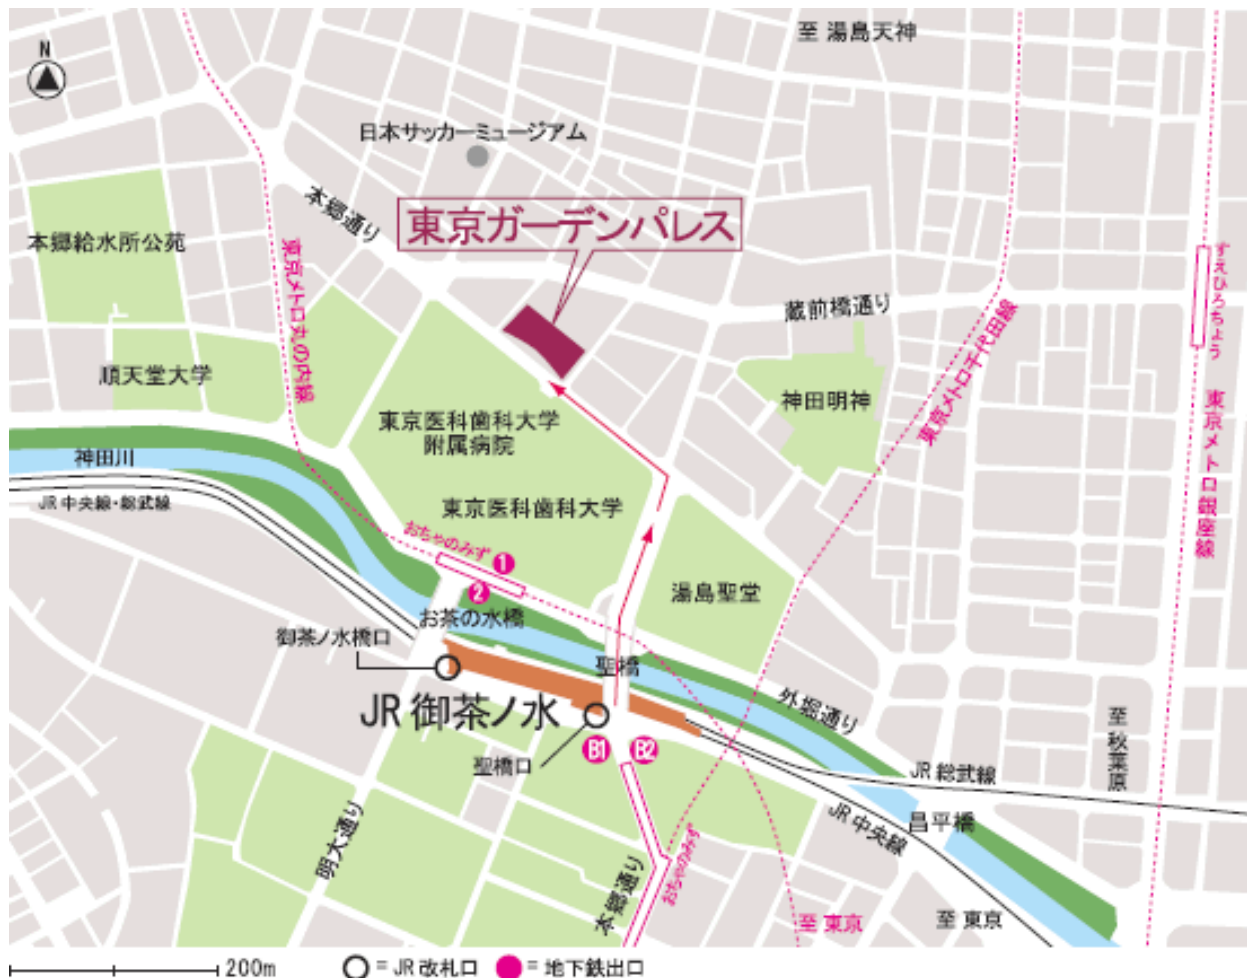 N
至 湯島天神
日本サッカーミュージアム
本郷通り
東京ガーデンパレス
本郷給水所公苑
東京メトロ丸の内線
すえひろちょう
蔵前橋通り
東京メトロ千代田線
順天堂大学
神田明神
東京メトロ銀座線
東京医科歯科大学
附属病院
神田川
JR 中央線・総武線
東京医科歯科大学
おちゃのみず
1
2
湯島聖堂
お茶の水橋
御茶ノ水橋口
聖橋
外堀通り
JR 御茶ノ水
至 秋葉原
B1
B2
聖橋口
JR 総武線
JR 中央線
昌平橋
明大通り
おちゃのみず
本郷通り
至 東京
至 東京
200m
= JR 改札口
= 地下鉄出口